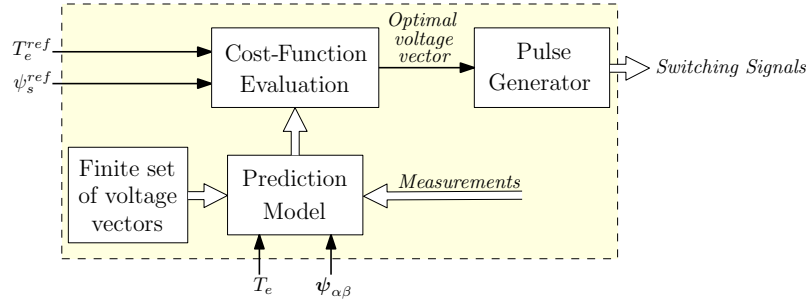 Optimal
voltage
vector
T_e^{ref}
ψ_s^{ref}
Cost-Function
Evaluation
Pulse
Generator
Switching Signals
Finite set
of voltage
vectors
Prediction
Model
Measurements
T_e
ψ_{αβ}